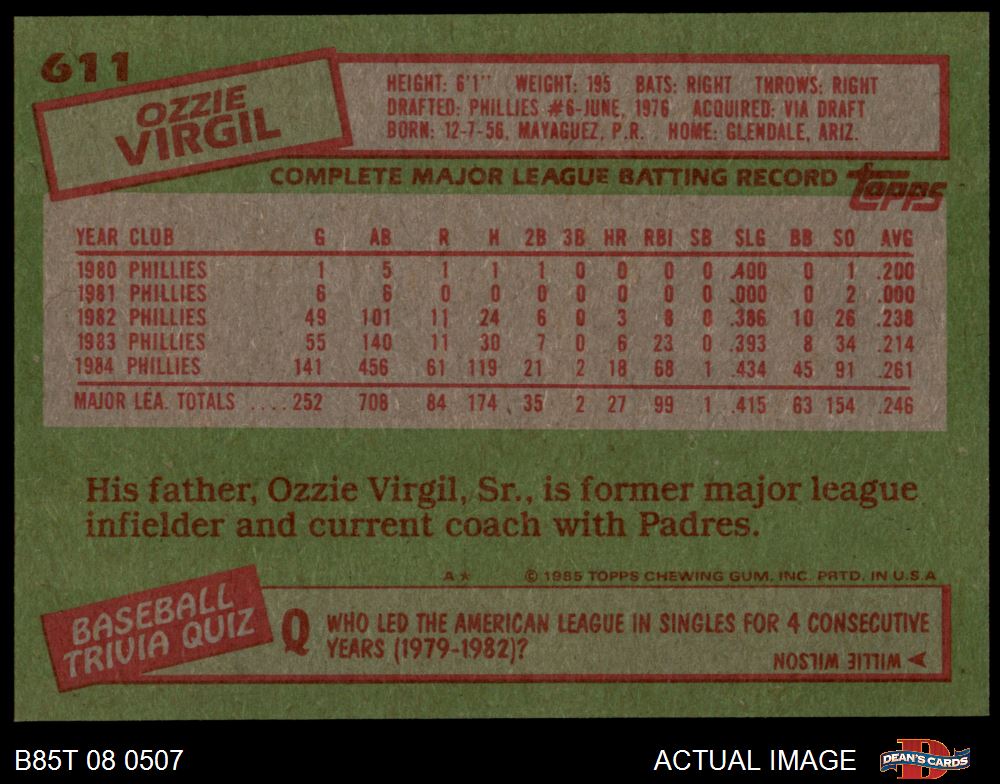 611
OZZIE
VIRGIL
HEIGHT: 6'1" WEIGHT: 195 BATS: RIGHT THROWS: RIGHT
DRAFTED: PHILLIES #6-JUNE, 1976 ACQUIRED: VIA DRAFT
BORN: 12-7-56, MAYAGUEZ, P.R. HOME: GLENDALE, ARIZ.
COMPLETE MAJOR LEAGUE BATTING RECORD
topps
YEAR CLUB G AB R H 2B 3B HR RBI SB SLG BB SO AVG
1980 PHILLIES 1 5 1 1 1 0 0 0 0 .400 0 1 .200
1981 PHILLIES 6 6 0 0 0 0 0 0 0 .000 0 2 .000
1982 PHILLIES 49 101 11 24 6 0 3 8 0 .386 10 26 .238
1983 PHILLIES 55 140 11 30 7 0 6 23 0 .393 8 34 .214
1984 PHILLIES 141 456 61 119 21 2 18 68 1 .434 45 91 .261
MAJOR LEA. TOTALS ....252 708 84 174 35 2 27 99 1 .415 63 154 .246
His father, Ozzie Virgil, Sr., is former major league
infielder and current coach with Padres.
A★ © 1985 TOPPS CHEWING GUM, INC. PRTD. IN U.S.A
BASEBALL
TRIVIA QUIZ
Q WHO LED THE AMERICAN LEAGUE IN SINGLES FOR 4 CONSECUTIVE
YEARS (1979-1982)?
WILLIE WILSON
B85T 08 0507
ACTUAL IMAGE
DEAN'S CARDS